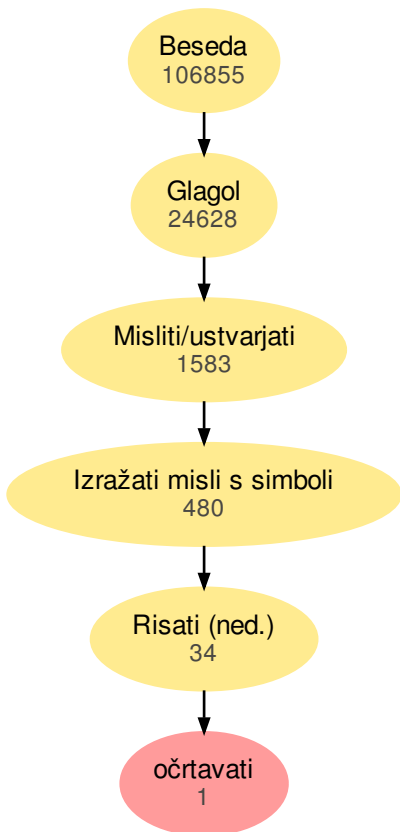 Beseda
106855
Glagol
24628
Misliti/ustvarjati
1583
Izražati misli s simboli
480
Risati (ned.)
34
očrtavati
1